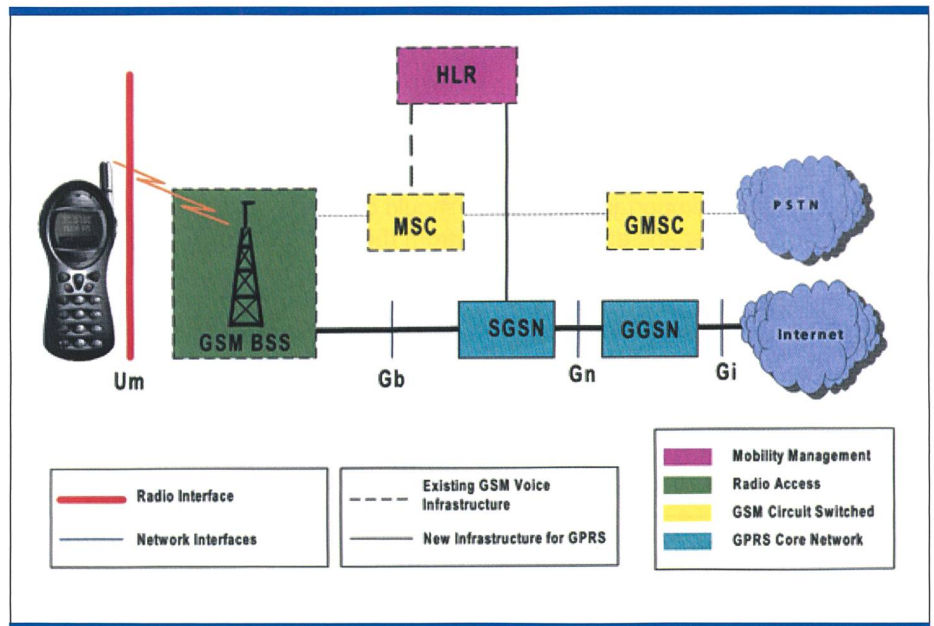 HLR
MSC
GMSC
PSTN
GSM BSS
SGSN
GGSN
Internet
Um
Gb
Gn
Gi
Radio Interface
Network Interfaces
Existing GSM Voice
Infrastructure
New Infrastructure for GPRS
Mobility Management
Radio Access
GSM Circuit Switched
GPRS Core Network